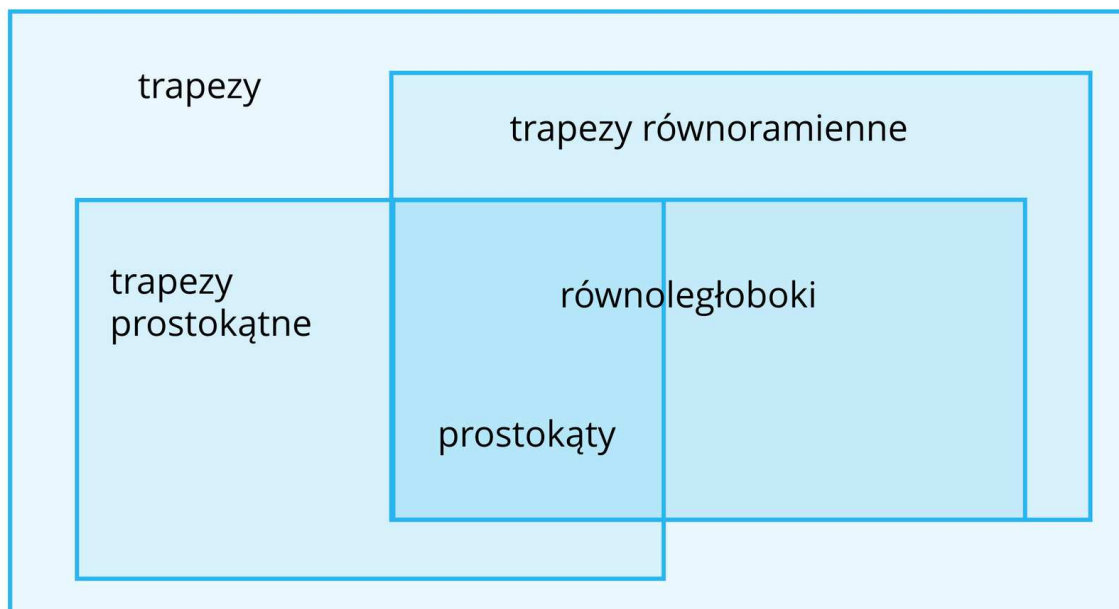 trapezy
trapezy równoramienne
trapezy
prostokątne
równoległoboki
prostokąty